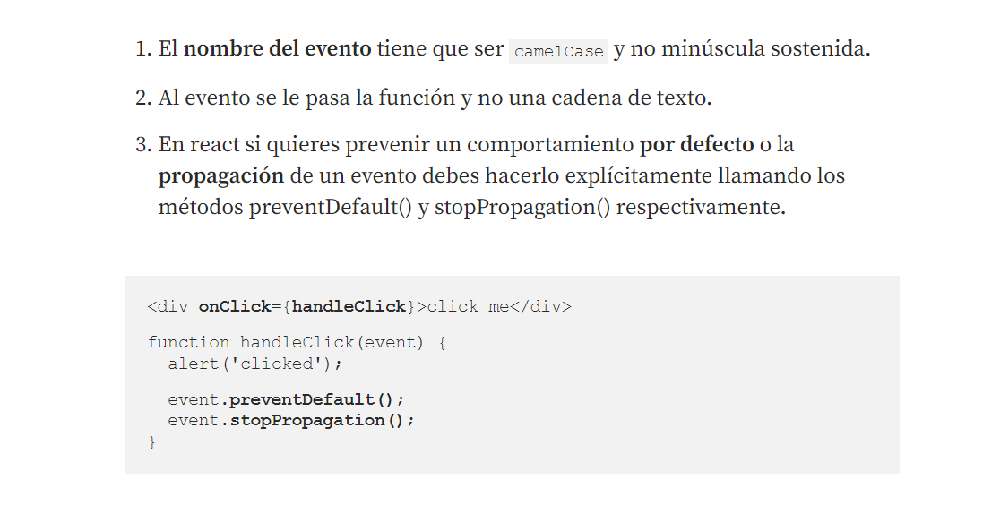 1. El nombre del evento tiene que ser camelCase y no minúscula sostenida.
2. Al evento se le pasa la función y no una cadena de texto.
3. En react si quieres prevenir un comportamiento por defecto o la
propagación de un evento debes hacerlo explícitamente llamando los
métodos preventDefault() y stopPropagation() respectivamente.
<div onClick={handleClick}>click me</div>
function handleClick(event) {
  alert('clicked');
  event.preventDefault();
  event.stopPropagation();
}